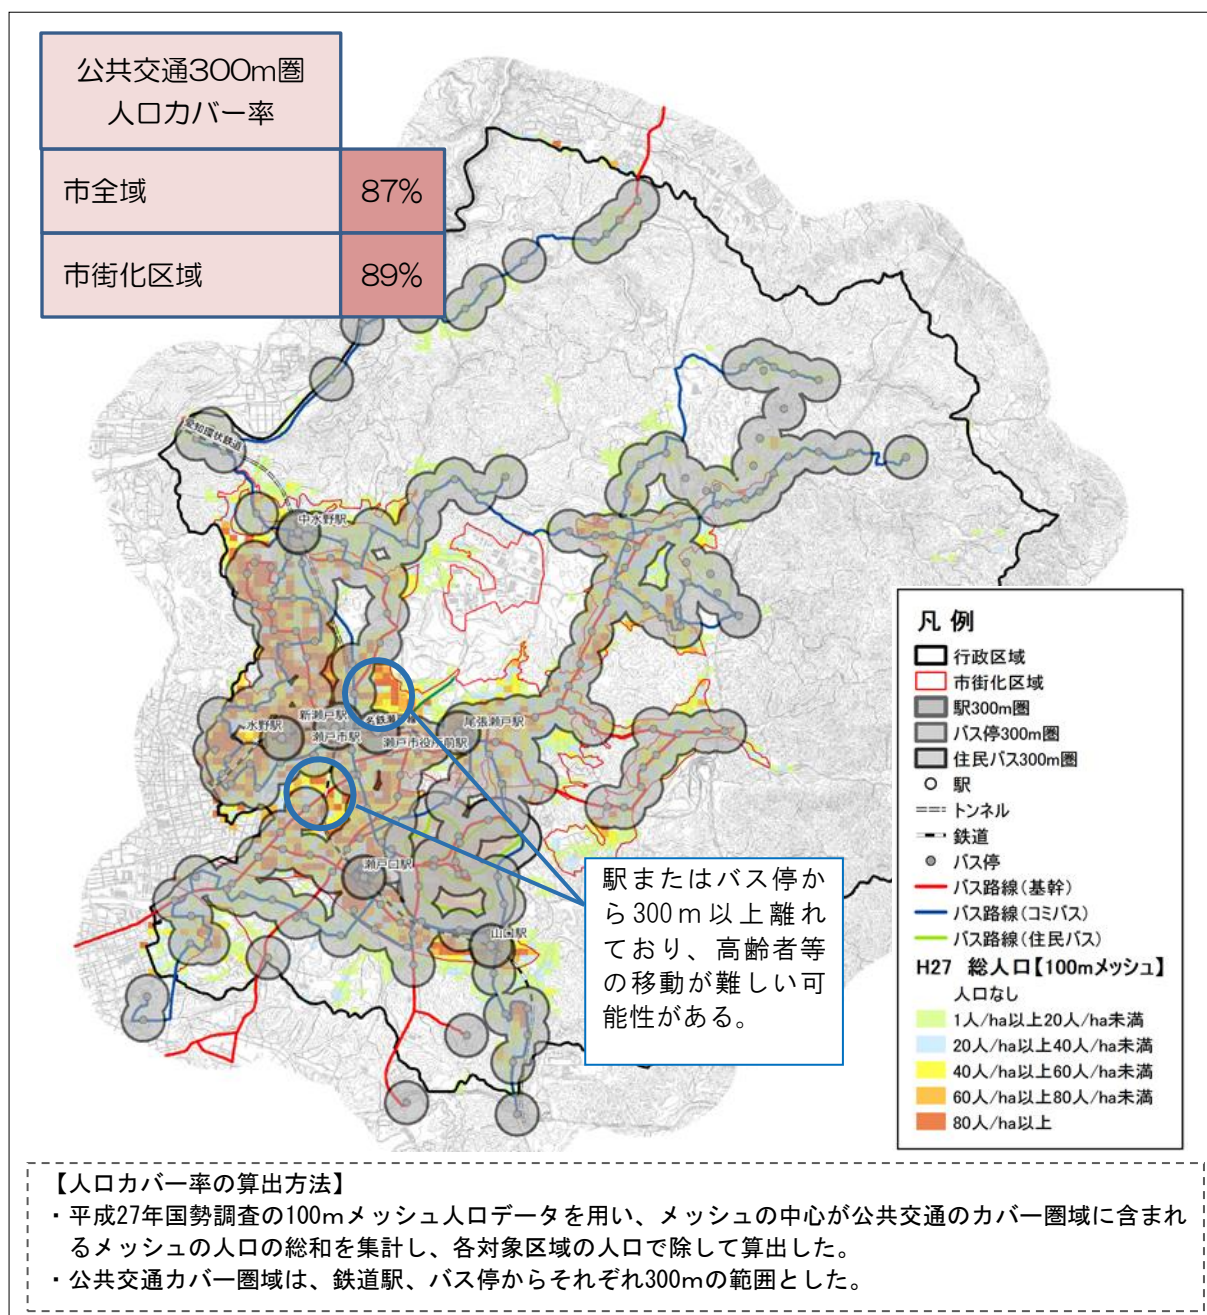 公共交通300m圏
人口カバー率
市全域
87%
市街化区域
89%
愛知環状鉄道
中水野駅
新瀬戸駅
名鉄瀬戸線
尾張瀬戸駅
水野駅
瀬戸市駅
瀬戸市役所前駅
瀬戸口駅
山口駅
駅またはバス停か
ら300m以上離れ
ており、高齢者等
の移動が難しい可
能性がある。
凡 例
行政区域
市街化区域
駅300m圏
バス停300m圏
住民バス300m圏
駅
トンネル
鉄道
バス停
バス路線(基幹)
バス路線(コミバス)
バス路線(住民バス)
H27 総人口【100mメッシュ】
人口なし
1人/ha以上20人/ha未満
20人/ha以上40人/ha未満
40人/ha以上60人/ha未満
60人/ha以上80人/ha未満
80人/ha以上
【人口カバー率の算出方法】
・平成27年国勢調査の100mメッシュ人口データを用い、メッシュの中心が公共交通のカバー圏域に含まれ
るメッシュの人口の総和を集計し、各対象区域の人口で除して算出した。
・公共交通カバー圏域は、鉄道駅、バス停からそれぞれ300mの範囲とした。